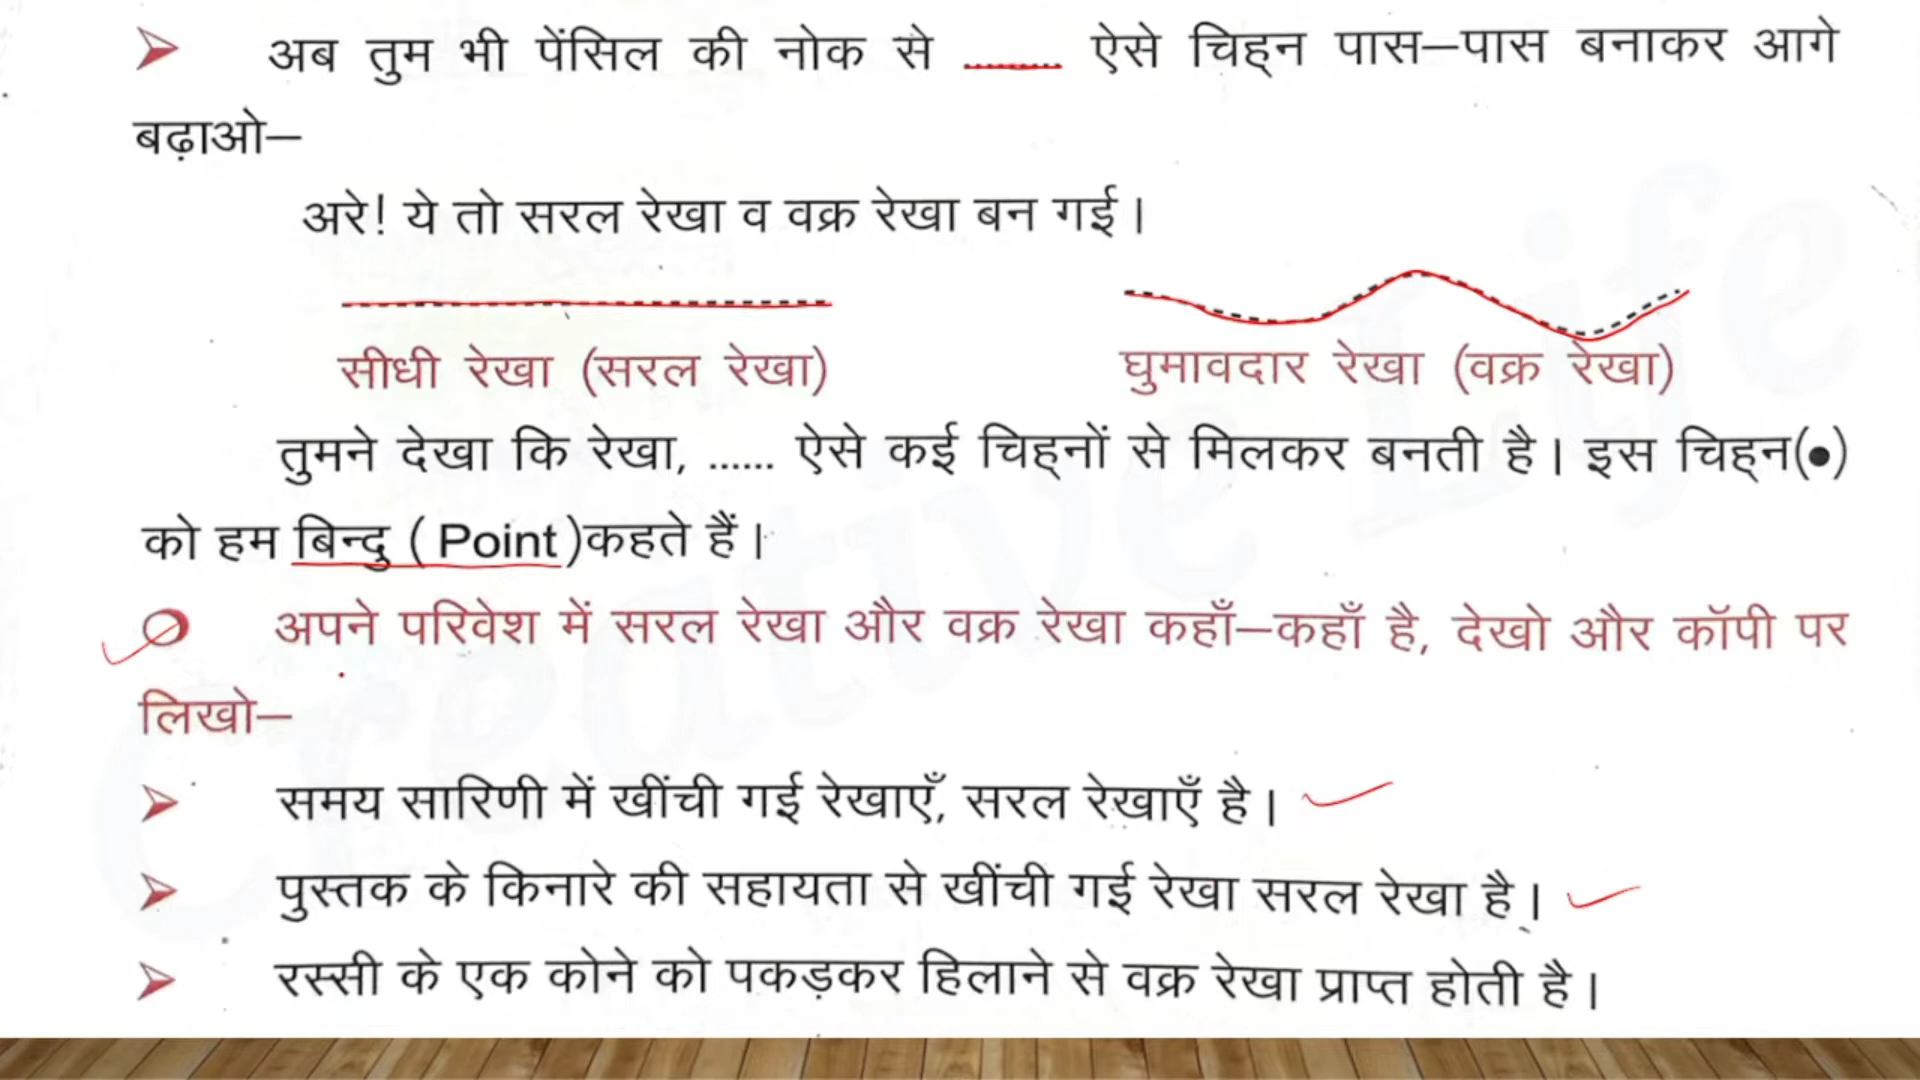 अब तुम भी पेंसिल की नोक से ........ ऐसे चिह्न पास–पास बनाकर आगे
बढ़ाओ–
अरे! ये तो सरल रेखा व वक्र रेखा बन गई।
सीधी रेखा (सरल रेखा) घुमावदार रेखा (वक्र रेखा)
तुमने देखा कि रेखा, ...... ऐसे कई चिह्नों से मिलकर बनती है। इस चिह्न(●)
को हम बिन्दु ( Point )कहते हैं।
अपने परिवेश में सरल रेखा और वक्र रेखा कहाँ–कहाँ है, देखो और कॉपी पर
लिखो–
समय सारिणी में खींची गई रेखाएँ, सरल रेखाएँ है।
पुस्तक के किनारे की सहायता से खींची गई रेखा सरल रेखा है।
रस्सी के एक कोने को पकड़कर हिलाने से वक्र रेखा प्राप्त होती है।
Creative Life